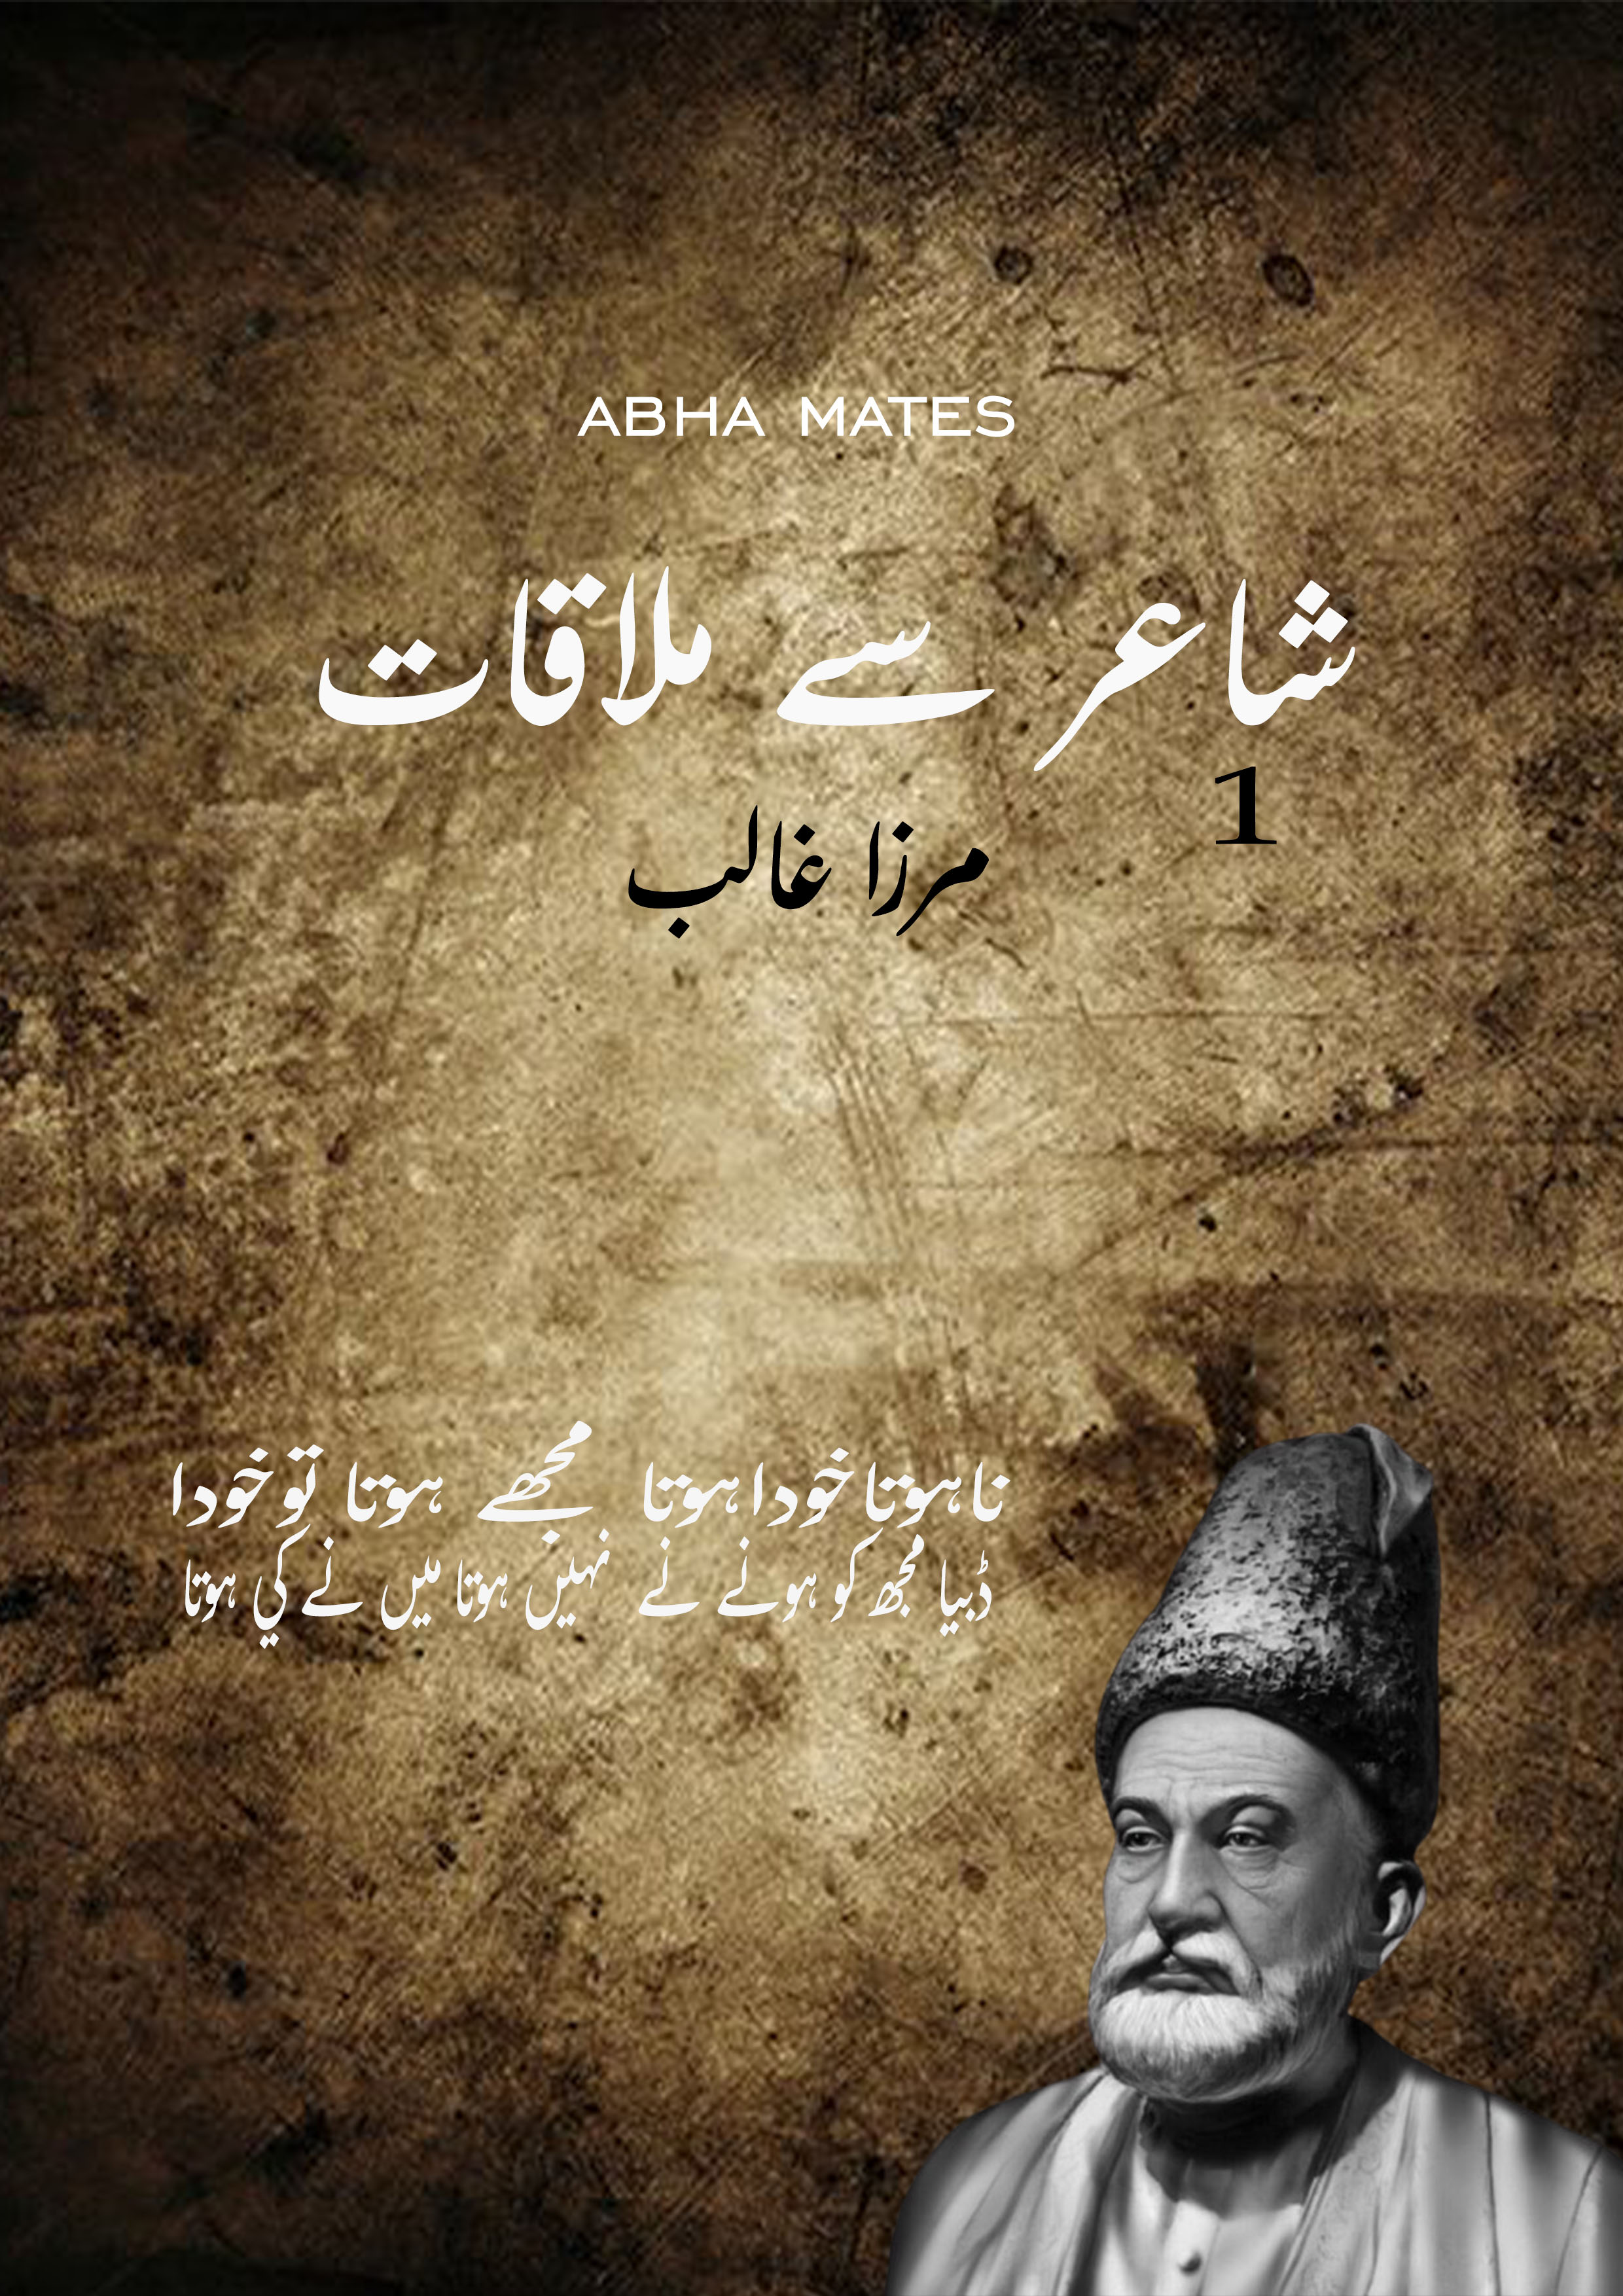 ABHA MATES
شاعر سے ملاقات
1
مرزا غالب
نا ہوتا خودا ہوتا مجھے ہوتا تو خودا
ڈبیا مجھ کو ہونے نے نہیں ہوتا میں نے کی ہوتا